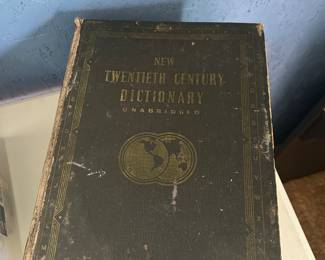 NEW
TWENTIETH CENTURY
DICTIONARY
UNABRIDGED